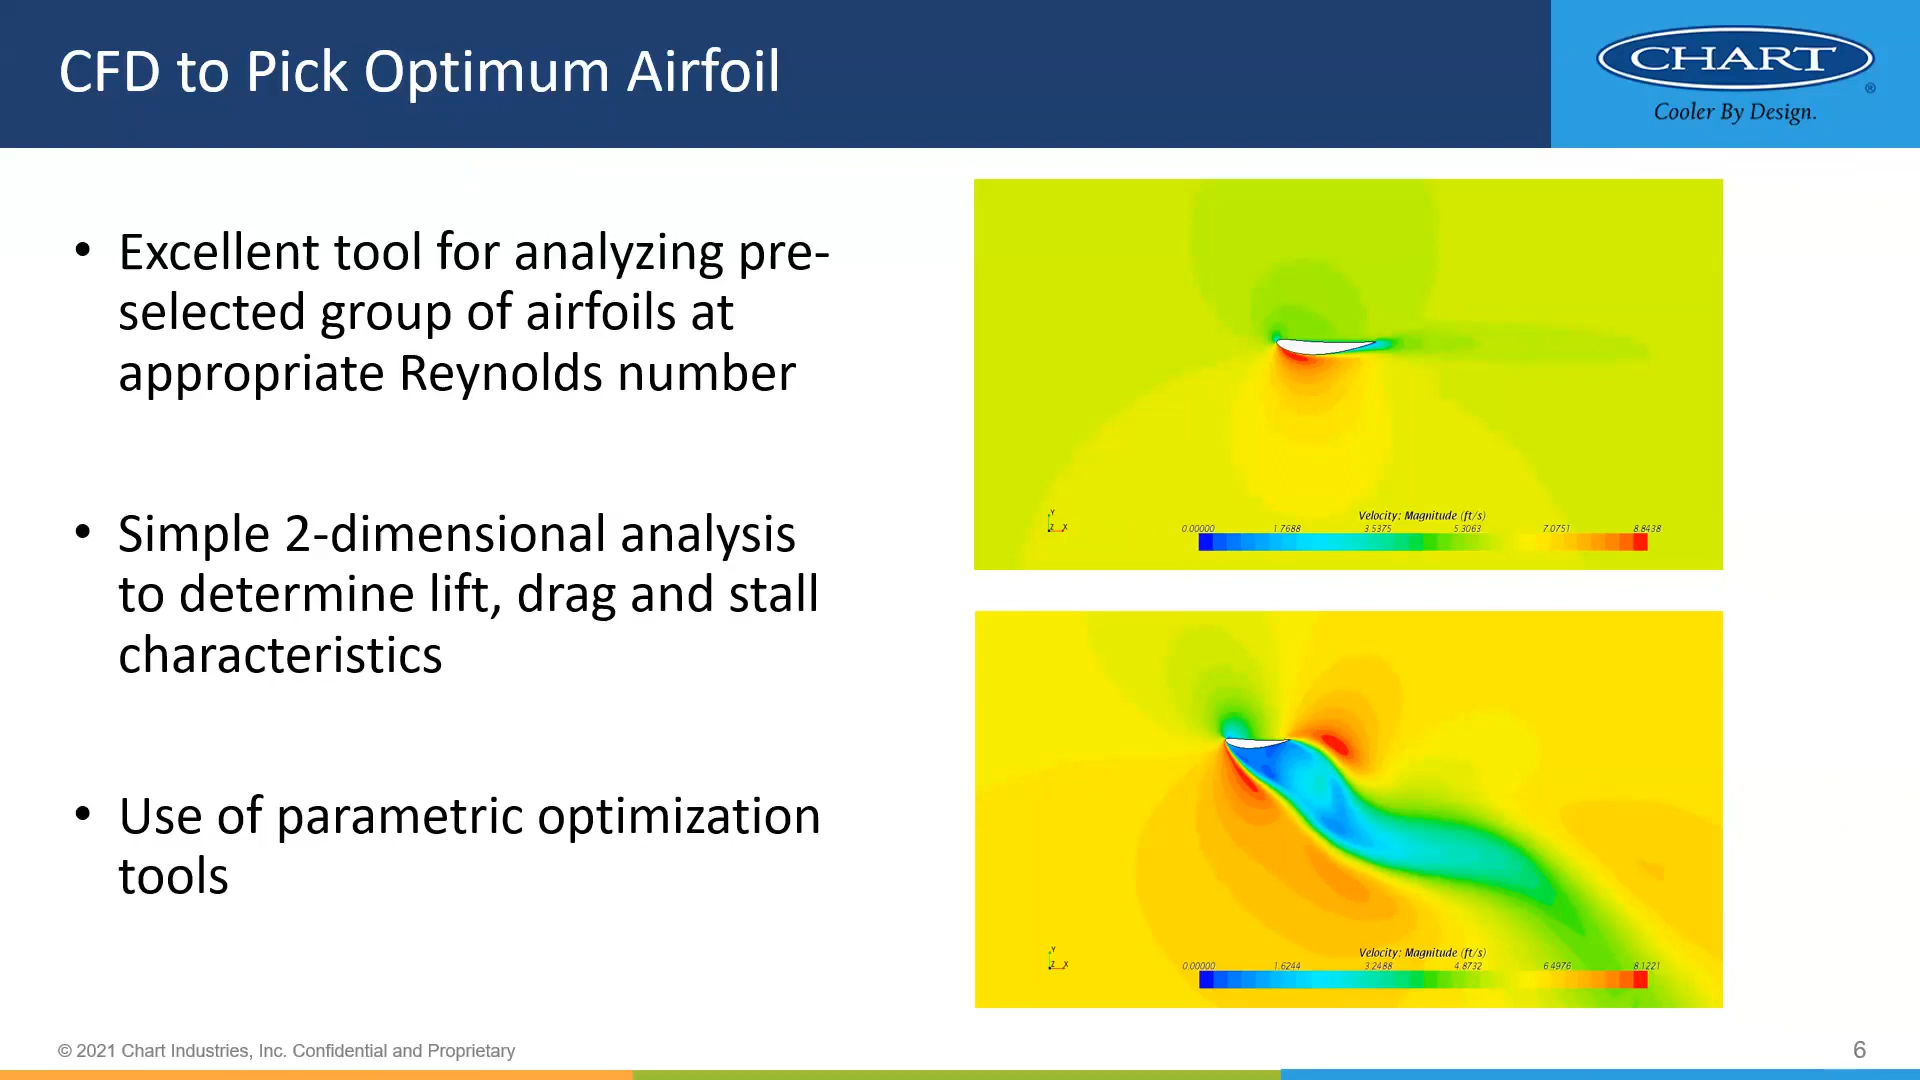 CFD to Pick Optimum Airfoil
CHART
®
Cooler By Design.
• Excellent tool for analyzing pre-
selected group of airfoils at
appropriate Reynolds number
• Simple 2-dimensional analysis
to determine lift, drag and stall
characteristics
• Use of parametric optimization
tools
Y
Z X
Velocity: Magnitude (ft/s)
0.00000 1.7688 3.5375 5.3063 7.0751 8.8438
Y
Z X
Velocity: Magnitude (ft/s)
0.00000 1.6244 3.2488 4.8732 6.4976 8.1221
© 2021 Chart Industries, Inc. Confidential and Proprietary
6